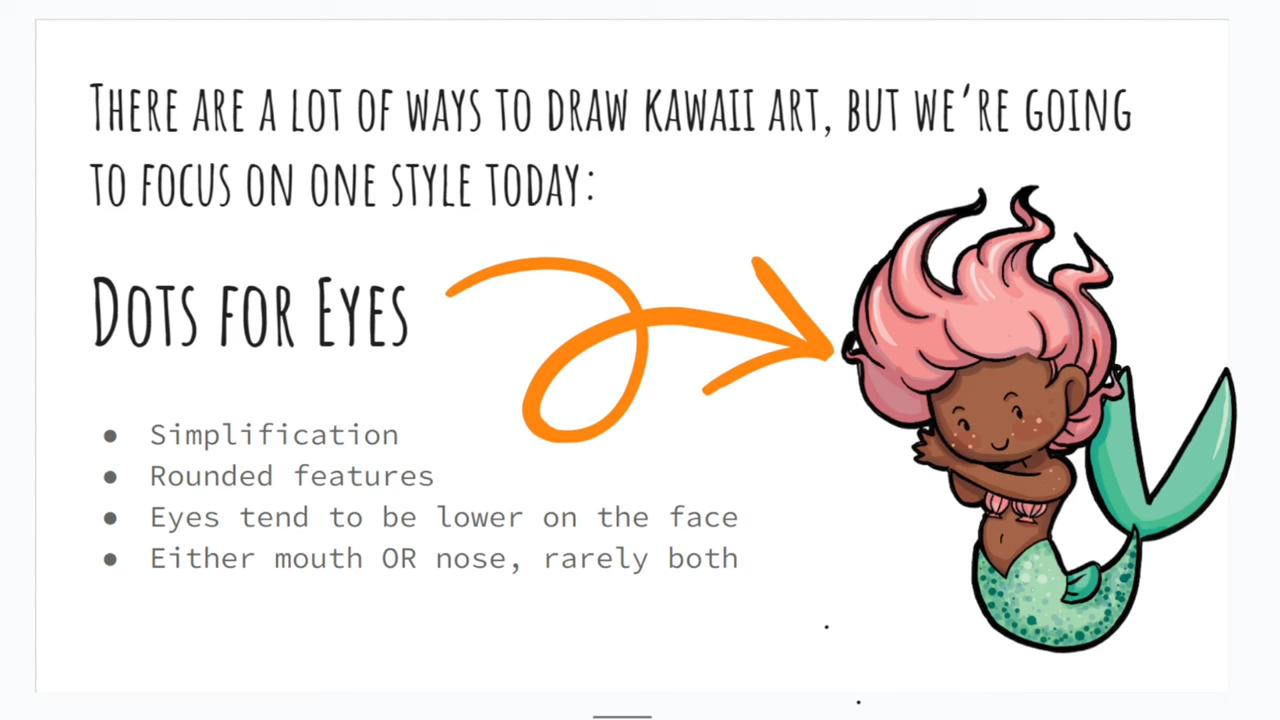 There are a lot of ways to draw kawaii art, but we're going
to focus on one style today:
Dots for Eyes
● Simplification
● Rounded features
● Eyes tend to be lower on the face
● Either mouth OR nose, rarely both